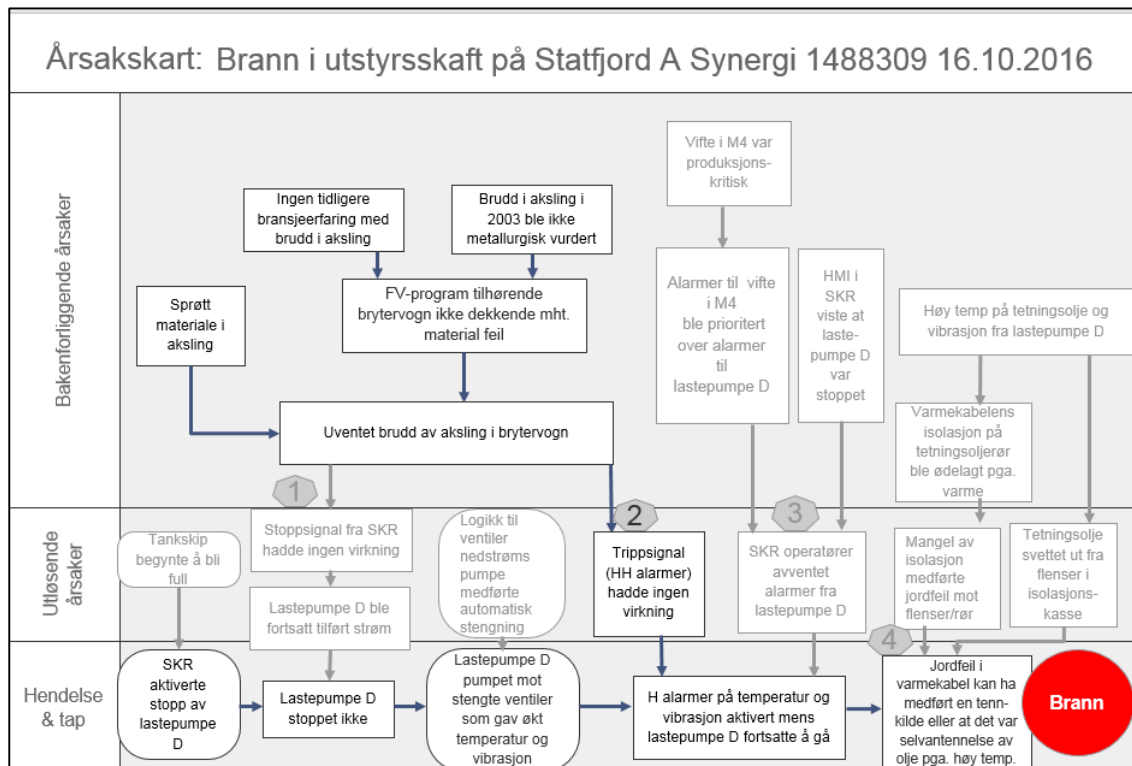 Årsakskart: Brann i utstyrsskaft på Statfjord A Synergi 1488309 16.10.2016
Bakenforliggende årsaker
Vifte i M4 var
produksjons-
kritisk
Ingen tidligere
bransjeerfaring med
brudd i aksling
Brudd i aksling i
2003 ble ikke
metallurgisk vurdert
Sprøtt
materiale i
aksling
FV-program tilhørende
brytervogn ikke dekkende mht.
material feil
Alarmer til vifte
i M4
ble prioritert
over alarmer
til
lastepumpe D
HMI i
SKR
viste at
laste-
pumpe D
var
stoppet
Høy temp på tetningsolje og
vibrasjon fra lastepumpe D
Uventet brudd av aksling i brytervogn
Varmekabelens
isolasjon på
tetningsoljerør
ble ødelagt pga.
varme
Utløsende
årsaker
1
2
3
Tankskip
begynte å bli
full
Stoppsignal fra SKR
hadde ingen virkning
Lastepumpe D ble
fortsatt tilført strøm
Logikk til
ventiler
nedstrøms
pumpe
medførte
automatisk
stengning
Trippsignal
(HH alarmer)
hadde ingen
virkning
SKR operatører
avventet
alarmer fra
lastepumpe D
Mangel av
isolasjon
medførte
jordfeil mot
flenser/rør
Tetningsolje
svettet ut fra
flenser i
isolasjons-
kasse
4
Hendelse
& tap
SKR
aktiverte
stopp av
lastepumpe
D
Lastepumpe D
stoppet ikke
Lastepumpe D
pumpet mot
stengte ventiler
som gav økt
temperatur og
vibrasjon
H alarmer på temperatur og
vibrasjon aktivert mens
lastepumpe D fortsatte å gå
Jordfeil i
varmekabel kan ha
medført en tenn-
kilde eller at det var
selvantennelse av
olje pga. høy temp.
Brann